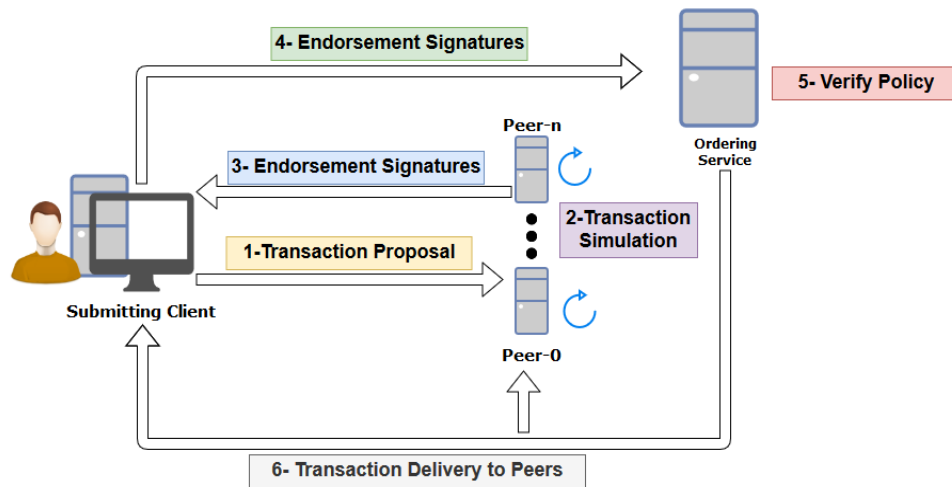 4- Endorsement Signatures
5- Verify Policy
Peer-n
Ordering
Service
3- Endorsement Signatures
2-Transaction
Simulation
1-Transaction Proposal
Submitting Client
Peer-0
6- Transaction Delivery to Peers